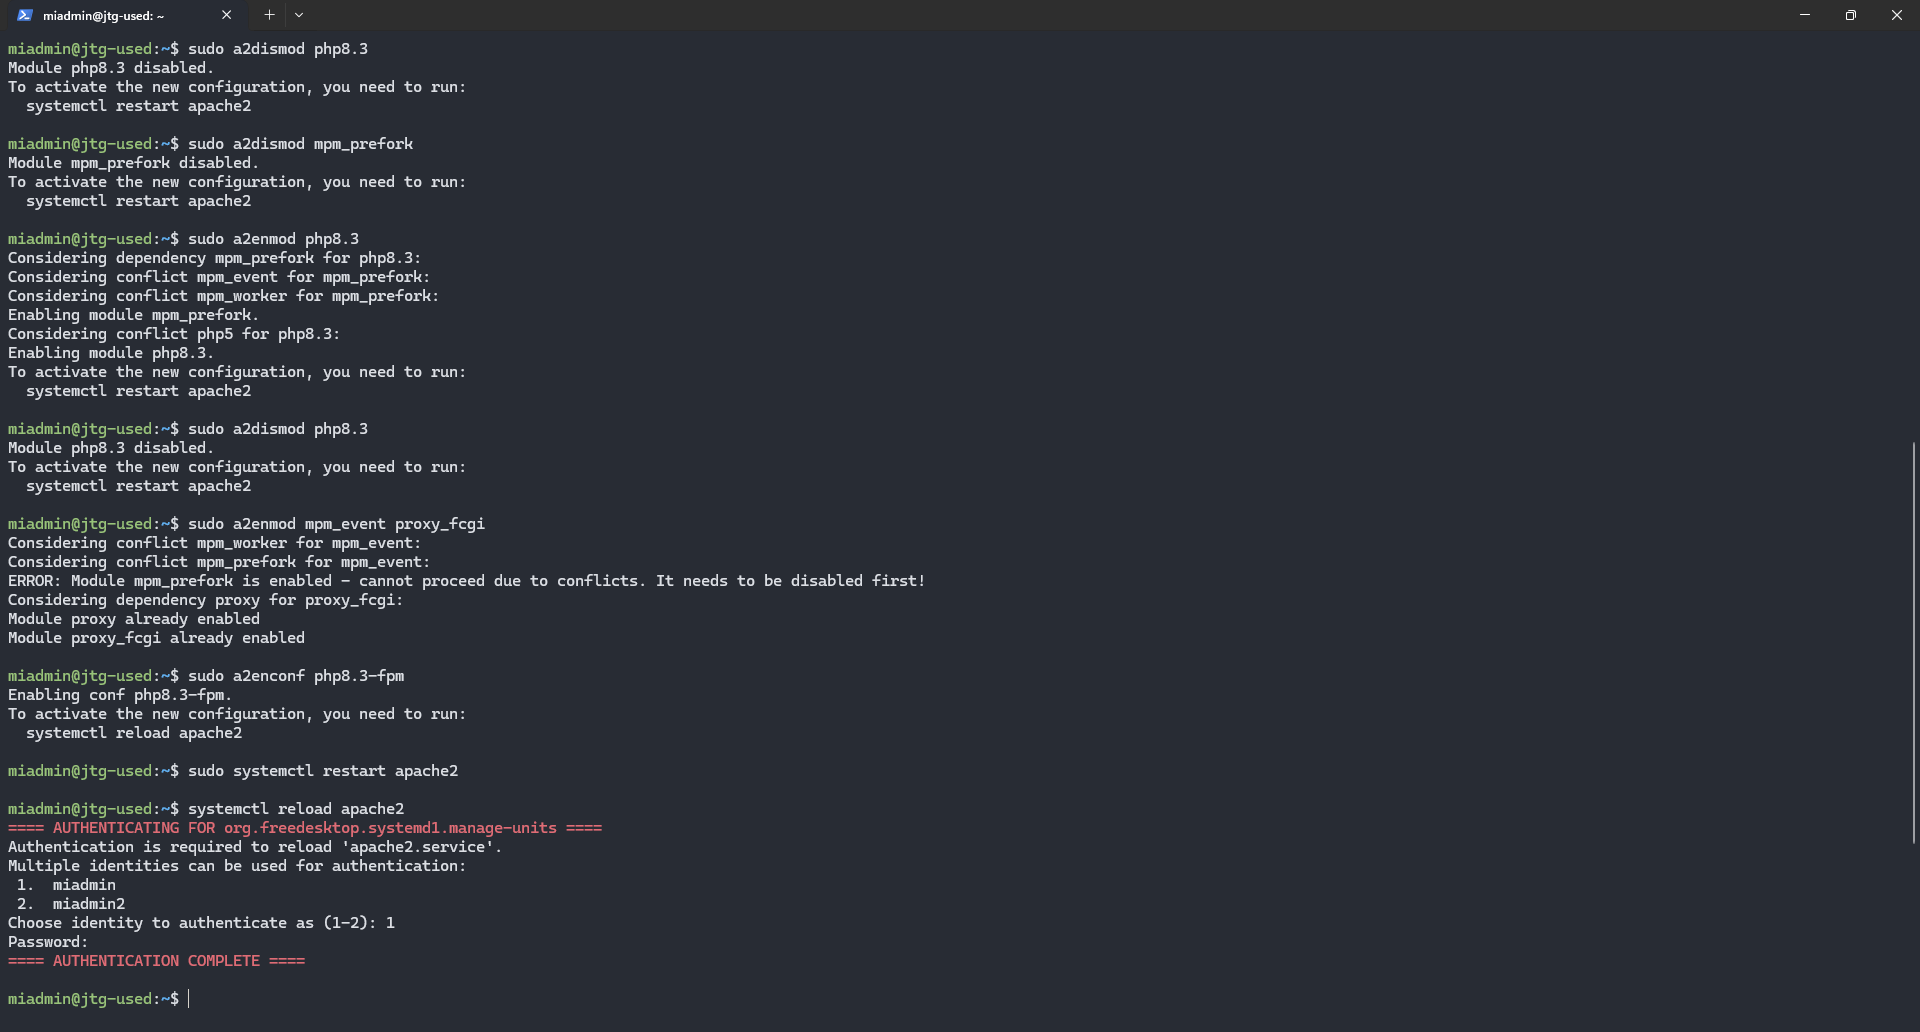 miadmin@jtg-used: ~
miadmin@jtg-used:~$ sudo a2dismod php8.3
Module php8.3 disabled.
To activate the new configuration, you need to run:
  systemctl restart apache2
miadmin@jtg-used:~$ sudo a2dismod mpm_prefork
Module mpm_prefork disabled.
To activate the new configuration, you need to run:
  systemctl restart apache2
miadmin@jtg-used:~$ sudo a2enmod php8.3
Considering dependency mpm_prefork for php8.3:
Considering conflict mpm_event for mpm_prefork:
Considering conflict mpm_worker for mpm_prefork:
Enabling module mpm_prefork.
Considering conflict php5 for php8.3:
Enabling module php8.3.
To activate the new configuration, you need to run:
  systemctl restart apache2
miadmin@jtg-used:~$ sudo a2dismod php8.3
Module php8.3 disabled.
To activate the new configuration, you need to run:
  systemctl restart apache2
miadmin@jtg-used:~$ sudo a2enmod mpm_event proxy_fcgi
Considering conflict mpm_worker for mpm_event:
Considering conflict mpm_prefork for mpm_event:
ERROR: Module mpm_prefork is enabled - cannot proceed due to conflicts. It needs to be disabled first!
Considering dependency proxy for proxy_fcgi:
Module proxy already enabled
Module proxy_fcgi already enabled
miadmin@jtg-used:~$ sudo a2enconf php8.3-fpm
Enabling conf php8.3-fpm.
To activate the new configuration, you need to run:
  systemctl reload apache2
miadmin@jtg-used:~$ sudo systemctl restart apache2
miadmin@jtg-used:~$ systemctl reload apache2
==== AUTHENTICATING FOR org.freedesktop.systemd1.manage-units ====
Authentication is required to reload 'apache2.service'.
Multiple identities can be used for authentication:
 1.  miadmin
 2.  miadmin2
Choose identity to authenticate as (1-2): 1
Password:
==== AUTHENTICATION COMPLETE ====
miadmin@jtg-used:~$